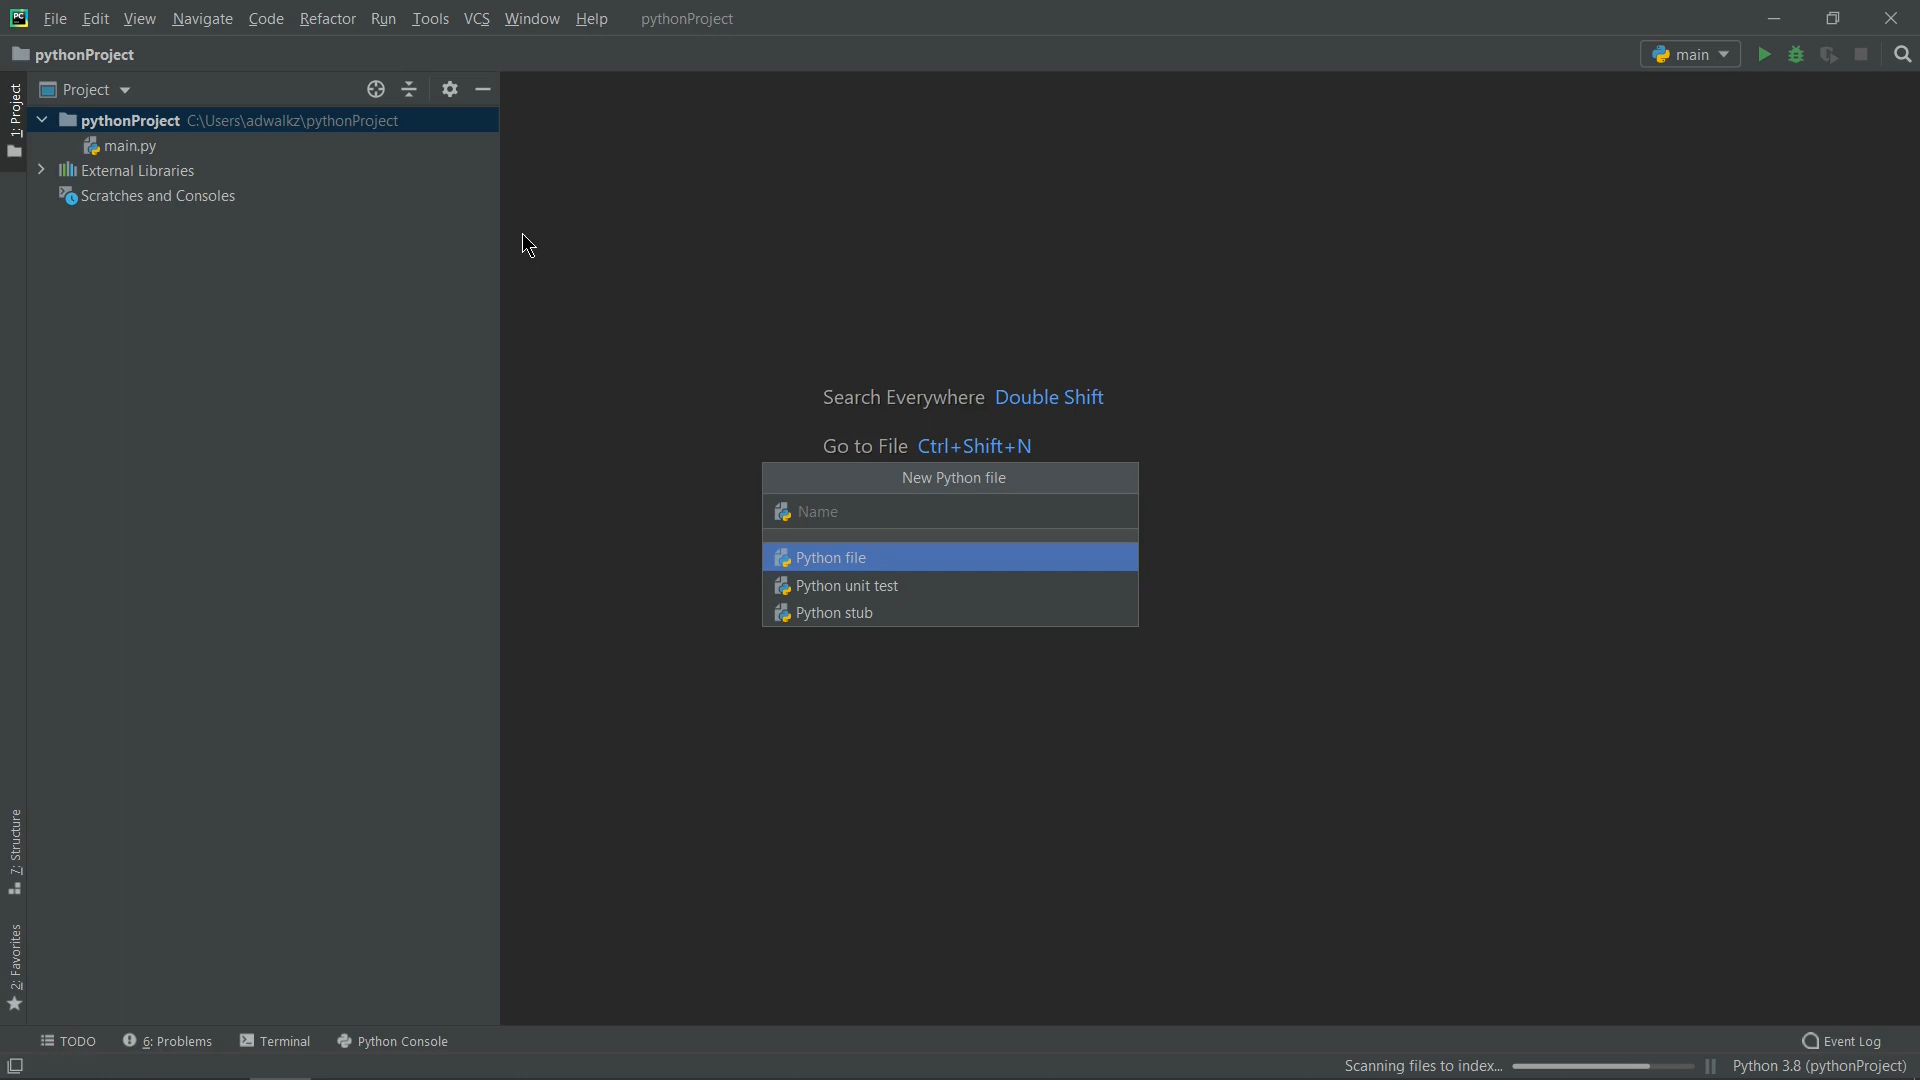 PC File Edit View Navigate Code Refactor Run Tools VCS Window Help pythonProject
pythonProject
main
1: Project
Project
pythonProject C:\Users\adwalkz\pythonProject
main.py
External Libraries
Scratches and Consoles
Search Everywhere Double Shift
Go to File Ctrl+Shift+N
New Python file
Name
Python file
Python unit test
Python stub
7: Structure
2: Favorites
TODO 6: Problems Terminal Python Console Event Log
Scanning files to index... Python 3.8 (pythonProject)